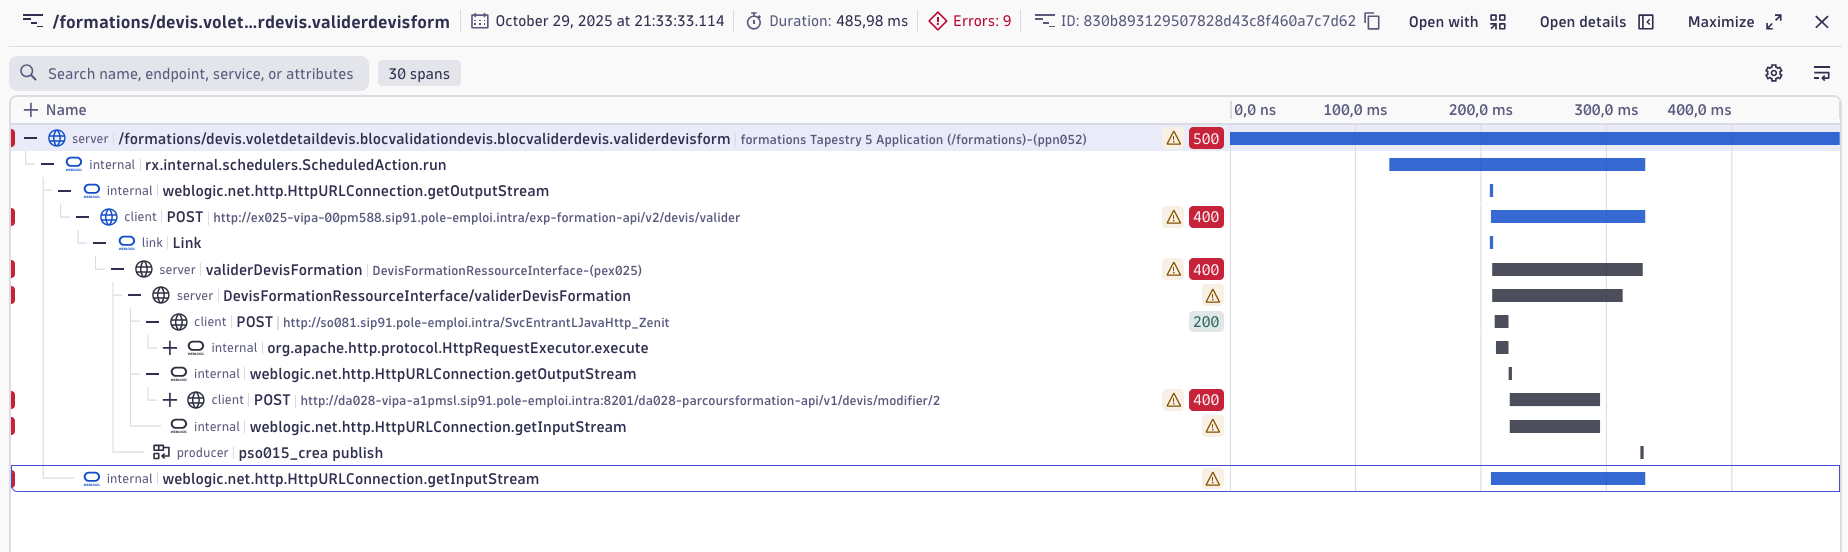 /formations/devis.volet...rdevis.validerdevisform October 29, 2025 at 21:33:33.114 Duration: 485,98 ms Errors: 9 ID: 830b893129507828d43c8f460a7c7d62 Open with Open details Maximize
Search name, endpoint, service, or attributes 30 spans
Name 0,0 ns 100,0 ms 200,0 ms 300,0 ms 400,0 ms
server /formations/devis.voletdetaildevis.blocvalidationdevis.blocvaliderdevis.validerdevisform formations Tapestry 5 Application (/formations)-(ppn052) 500
internal rx.internal.schedulers.ScheduledAction.run
internal weblogic.net.http.HttpURLConnection.getOutputStream
client POST http://ex025-vipa-00pm588.sip91.pole-emploi.intra/exp-formation-api/v2/devis/valider 400
link Link
server validerDevisFormation DevisFormationRessourceInterface-(pex025) 400
server DevisFormationRessourceInterface/validerDevisFormation
client POST http://so081.sip91.pole-emploi.intra/SvcEntrantLJavaHttp_Zenit 200
internal org.apache.http.protocol.HttpRequestExecutor.execute
internal weblogic.net.http.HttpURLConnection.getOutputStream
client POST http://da028-vipa-a1pmsl.sip91.pole-emploi.intra:8201/da028-parcoursformation-api/v1/devis/modifier/2 400
internal weblogic.net.http.HttpURLConnection.getInputStream
producer pso015_crea publish
internal weblogic.net.http.HttpURLConnection.getInputStream